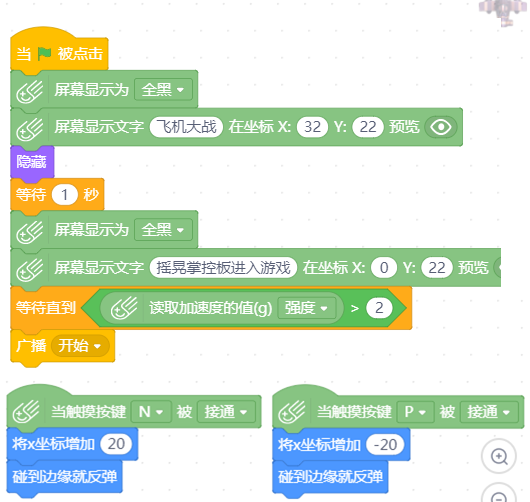 当 被点击
屏幕显示为 全黑
屏幕显示文字 飞机大战 在坐标 X: 32 Y: 22 预览
隐藏
等待 1 秒
屏幕显示为 全黑
屏幕显示文字 摇晃掌控板进入游戏 在坐标 X: 0 Y: 22 预览
等待直到 读取加速度的值(g) 强度 > 2
广播 开始
当触摸按键 N 被 接通
将x坐标增加 20
碰到边缘就反弹
当触摸按键 P 被 接通
将x坐标增加 -20
碰到边缘就反弹